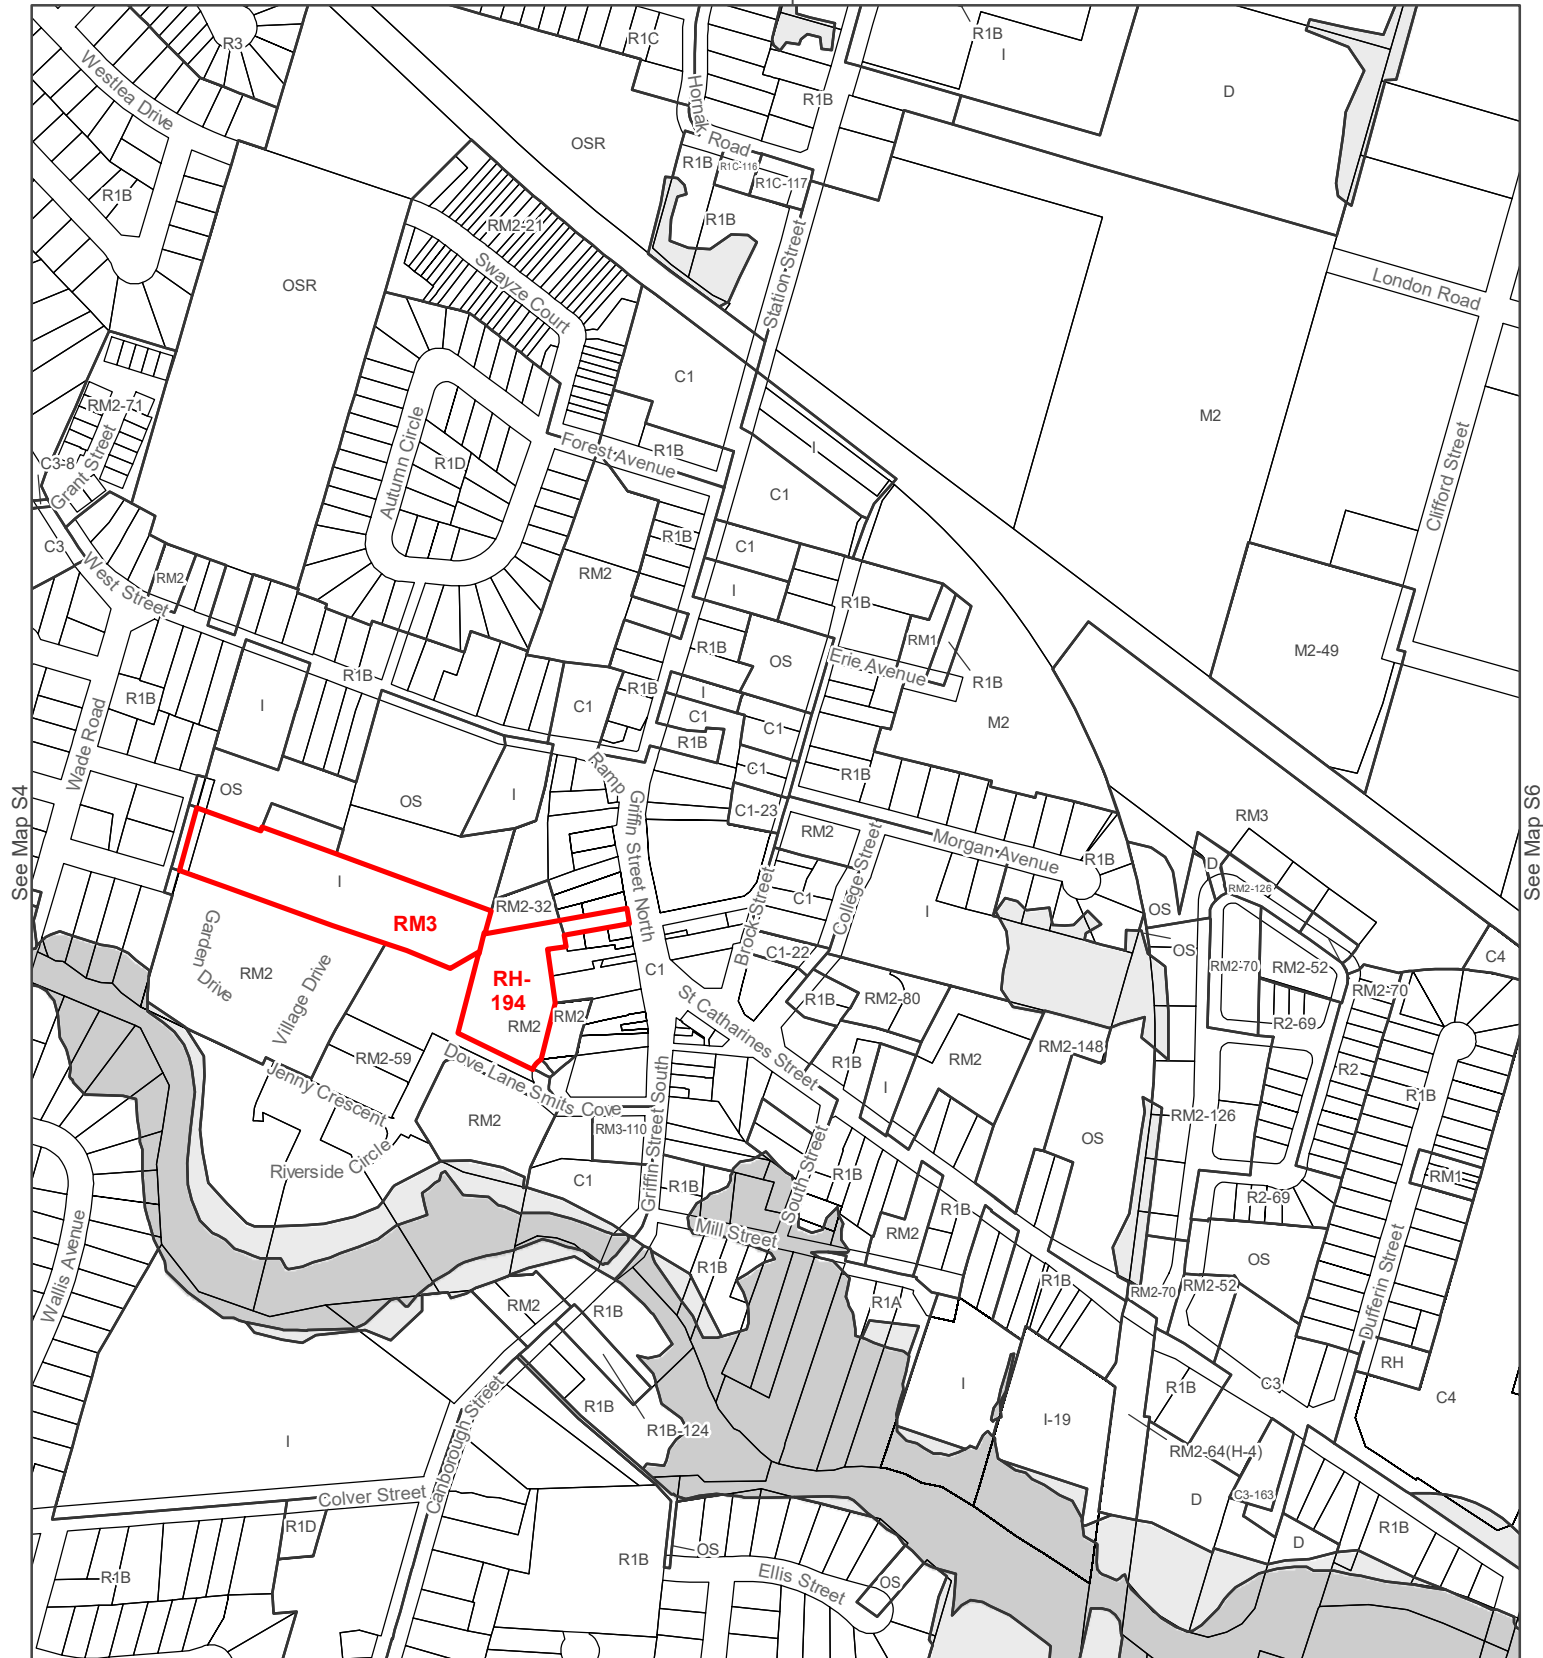 R3
R1C
R1B
I
D
Westlea Drive
R1B
Hornak Road
OSR
R1B
R1C-116
R1C-117
R1B
R1B
RM2-21
Swayze Court
Station Street
London Road
OSR
C1
RM2-71
Grant Street
C3-8
Autumn Circle
R1D
Forest Avenue
R1B
I
M2
Clifford Street
C1
C3
R1B
C1
West Street
RM2
RM2
I
R1B
RM1
Erie Avenue
R1B
M2-49
R1B
OS
R1B
R1B
R1B
I
C1
I
C1
C1
M2
R1B
Wade Road
Ramp
C1
R1B
See Map S4
See Map S6
OS
OS
I
Griffin Street North
C1-23
RM2
RM3
Morgan Avenue
R1B
D
RM2-126
I
RM3
RM2-32
Brock Street
C1
College Street
I
OS
OS
Garden Drive
RM2
Village Drive
RH-
194
RM2
RM2
C1
C1-22
RM2-70
RM2-52
C4
R1B
RM2-80
RM2-70
R2-69
St Catharines Street
RM2-59
Dove Lane
Smits Cove
Jenny Crescent
R1B
I
RM2
RM2-148
R2
R1B
RM2
RM3-110
Griffin Street South
RM2-126
OS
Riverside Circle
C1
R1B
R1B
South Street
RM1
R2-69
Mill Street
RM2
R1B
Wallis Avenue
R1B
OS
Dufferin Street
RM2
R1B
R1A
R1B
RM2-70
RM2-52
RH
R1B
R1B-124
I
I-19
R1B
C3
C4
I
Canborough Street
RM2-64(H-4)
Colver Street
D
C3-163
R1D
R1B
D
R1B
R1B
OS
Ellis Street
OS